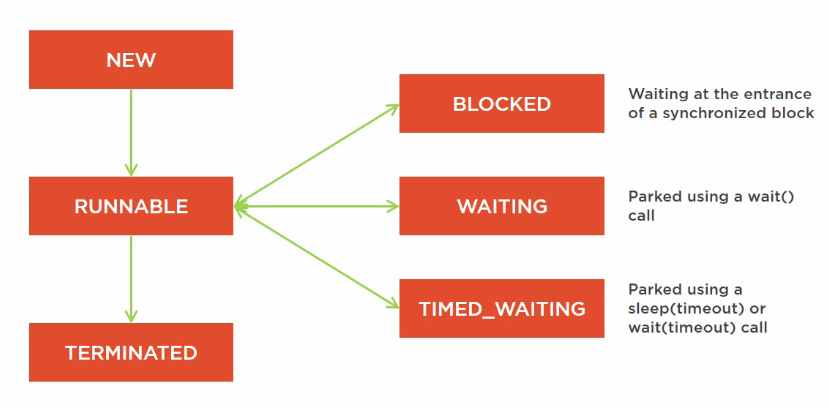 NEW
BLOCKED
Waiting at the entrance
of a synchronized block
RUNNABLE
WAITING
Parked using a wait()
call
TIMED_WAITING
Parked using a
sleep(timeout) or
wait(timeout) call
TERMINATED